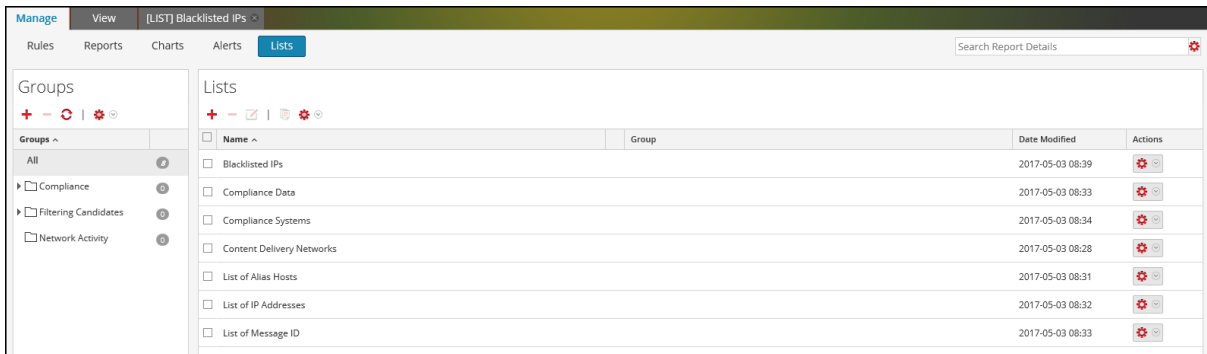 Manage View [LIST] Blacklisted IPs
Rules Reports Charts Alerts Lists Search Report Details
Groups
Lists
Groups
Name Group Date Modified Actions
All 8
Blacklisted IPs 2017-05-03 08:39
Compliance 0
Compliance Data 2017-05-03 08:33
Filtering Candidates 0
Compliance Systems 2017-05-03 08:34
Network Activity 0
Content Delivery Networks 2017-05-03 08:28
List of Alias Hosts 2017-05-03 08:31
List of IP Addresses 2017-05-03 08:32
List of Message ID 2017-05-03 08:33